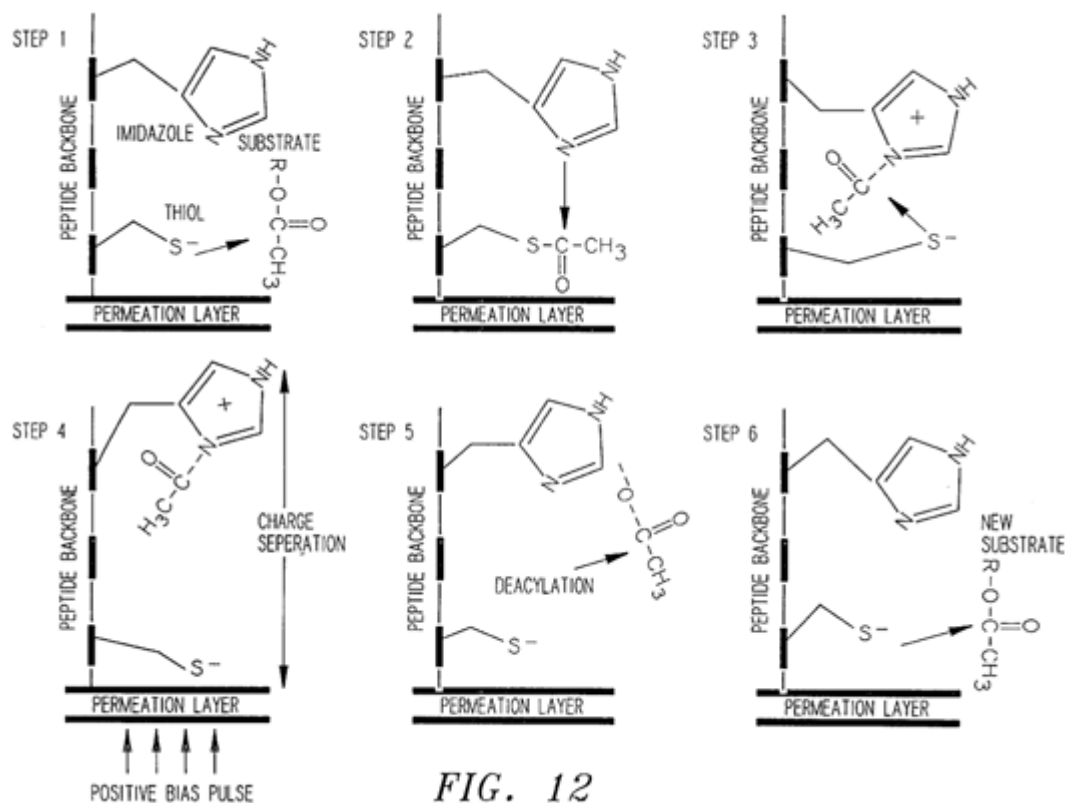 STEP 1
PEPTIDE BACKBONE
IMIDAZOLE
NH
N
SUBSTRATE
R-O-C=O
CH3
THIOL
S−
PERMEATION LAYER
STEP 2
PEPTIDE BACKBONE
NH
N
S-C-CH3
O
PERMEATION LAYER
STEP 3
PEPTIDE BACKBONE
NH
+
N
O
C
H3C
S−
PERMEATION LAYER
STEP 4
PEPTIDE BACKBONE
NH
+
N
O
C
H3C
CHARGE
SEPERATION
S−
PERMEATION LAYER
POSITIVE BIAS PULSE
STEP 5
PEPTIDE BACKBONE
NH
N
−O
C
O
CH3
DEACYLATION
S−
PERMEATION LAYER
STEP 6
PEPTIDE BACKBONE
NH
N
NEW
SUBSTRATE
R-O-C=O
CH3
S−
PERMEATION LAYER
FIG. 12